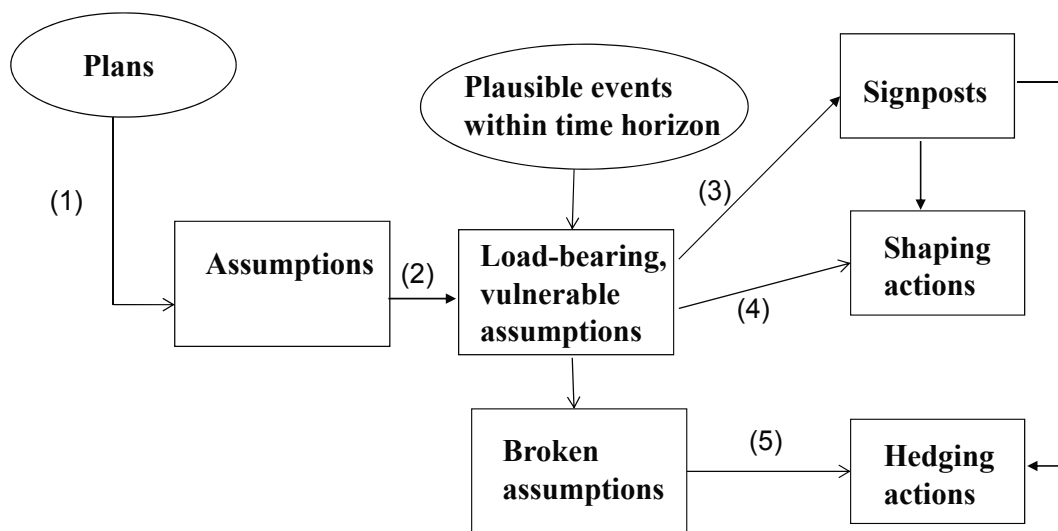 Plans
Plausible events
within time horizon
Signposts
(1)
(3)
Assumptions
(2)
Load-bearing,
vulnerable
assumptions
Shaping
actions
(4)
Broken
assumptions
(5)
Hedging
actions